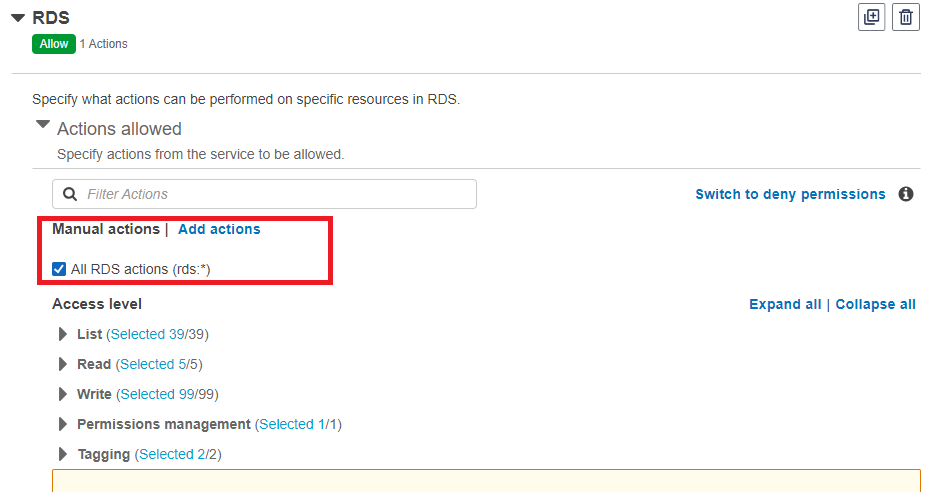 RDS
Allow 1 Actions
Specify what actions can be performed on specific resources in RDS.
Actions allowed
Specify actions from the service to be allowed.
Filter Actions
Switch to deny permissions
Manual actions | Add actions
All RDS actions (rds:*)
Access level
Expand all | Collapse all
List (Selected 39/39)
Read (Selected 5/5)
Write (Selected 99/99)
Permissions management (Selected 1/1)
Tagging (Selected 2/2)